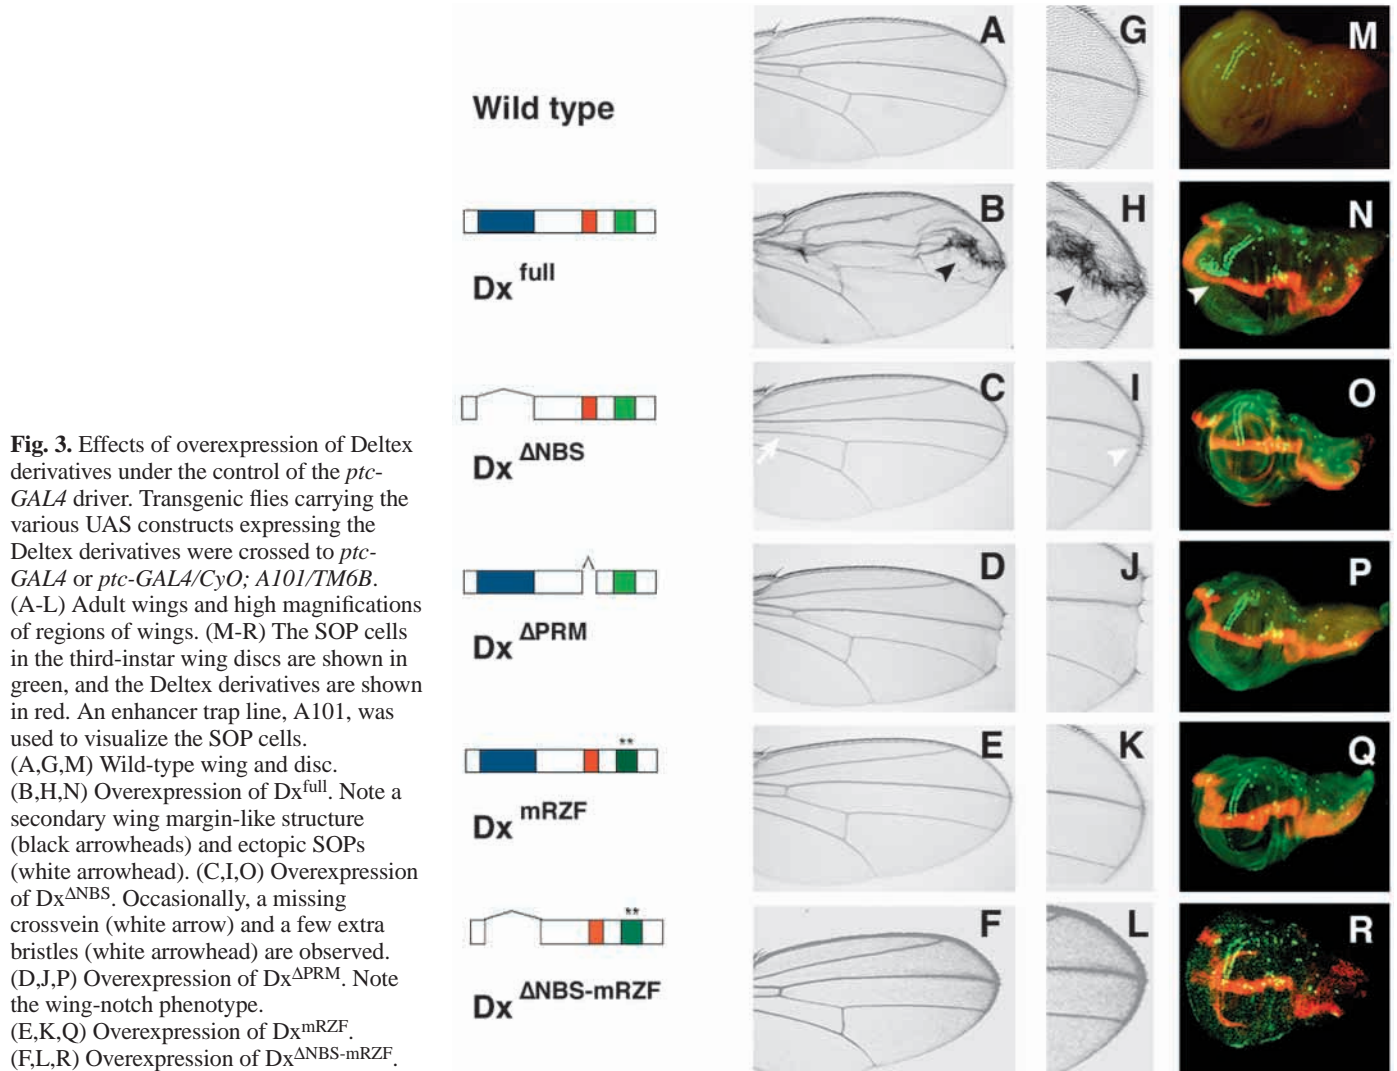 Fig. 3. Effects of overexpression of Deltex
derivatives under the control of the ptc-
GAL4 driver. Transgenic flies carrying the
various UAS constructs expressing the
Deltex derivatives were crossed to ptc-
GAL4 or ptc-GAL4/CyO; A101/TM6B.
(A-L) Adult wings and high magnifications
of regions of wings. (M-R) The SOP cells
in the third-instar wing discs are shown in
green, and the Deltex derivatives are shown
in red. An enhancer trap line, A101, was
used to visualize the SOP cells.
(A,G,M) Wild-type wing and disc.
(B,H,N) Overexpression of Dxfull. Note a
secondary wing margin-like structure
(black arrowheads) and ectopic SOPs
(white arrowhead). (C,I,O) Overexpression
of DxΔNBS. Occasionally, a missing
crossvein (white arrow) and a few extra
bristles (white arrowhead) are observed.
(D,J,P) Overexpression of DxΔPRM. Note
the wing-notch phenotype.
(E,K,Q) Overexpression of DxmRZF.
(F,L,R) Overexpression of DxΔNBS-mRZF.
Wild type
A
G
M
Dx full
B
H
N
Dx ΔNBS
C
I
O
Dx ΔPRM
D
J
P
**
Dx mRZF
E
K
Q
**
Dx ΔNBS-mRZF
F
L
R